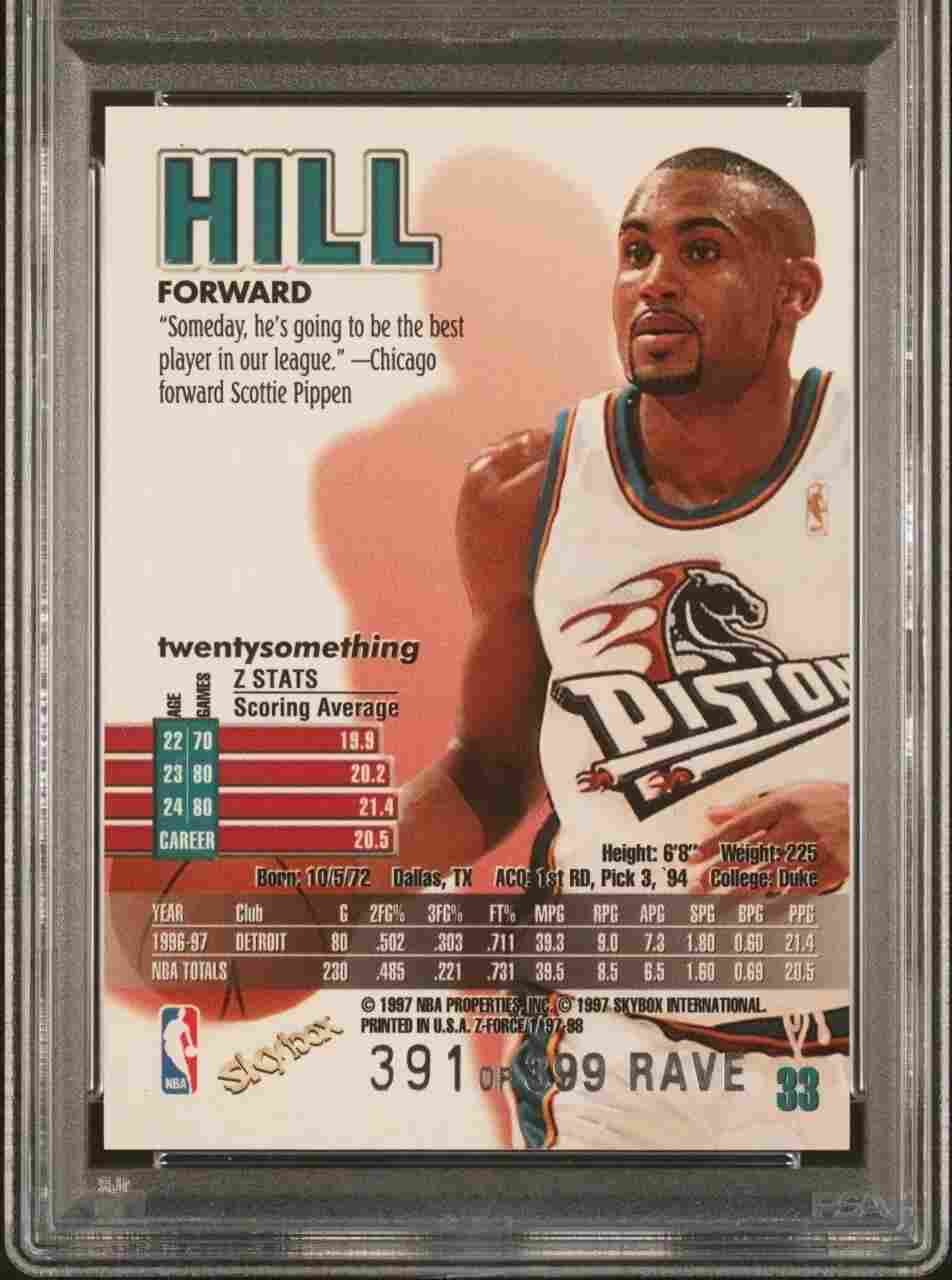 HILL
FORWARD
“Someday, he's going to be the best
player in our league.” —Chicago
forward Scottie Pippen
twentysomething
AGE GAMES Z STATS
Scoring Average
22 70 19.9
23 80 20.2
24 80 21.4
CAREER 20.5
PISTON
Height: 6'8" Weight: 225
Born: 10/5/72 Dallas, TX ACQ: 1st RD, Pick 3, `94 College: Duke
YEAR Club G 2FG% 3FG% FT% MPG RPG APG SPG BPG PPG
1996-97 DETROIT 80 .502 .303 .711 39.3 9.0 7.3 1.80 0.60 21.4
NBA TOTALS 230 .485 .221 .731 38.5 8.5 6.5 1.60 0.69 20.5
© 1997 NBA PROPERTIES, INC. © 1997 SKYBOX INTERNATIONAL.
PRINTED IN U.S.A. Z-FORCE/1/'97-98
NBA Skybox
391 OF 399 RAVE
33
PSA